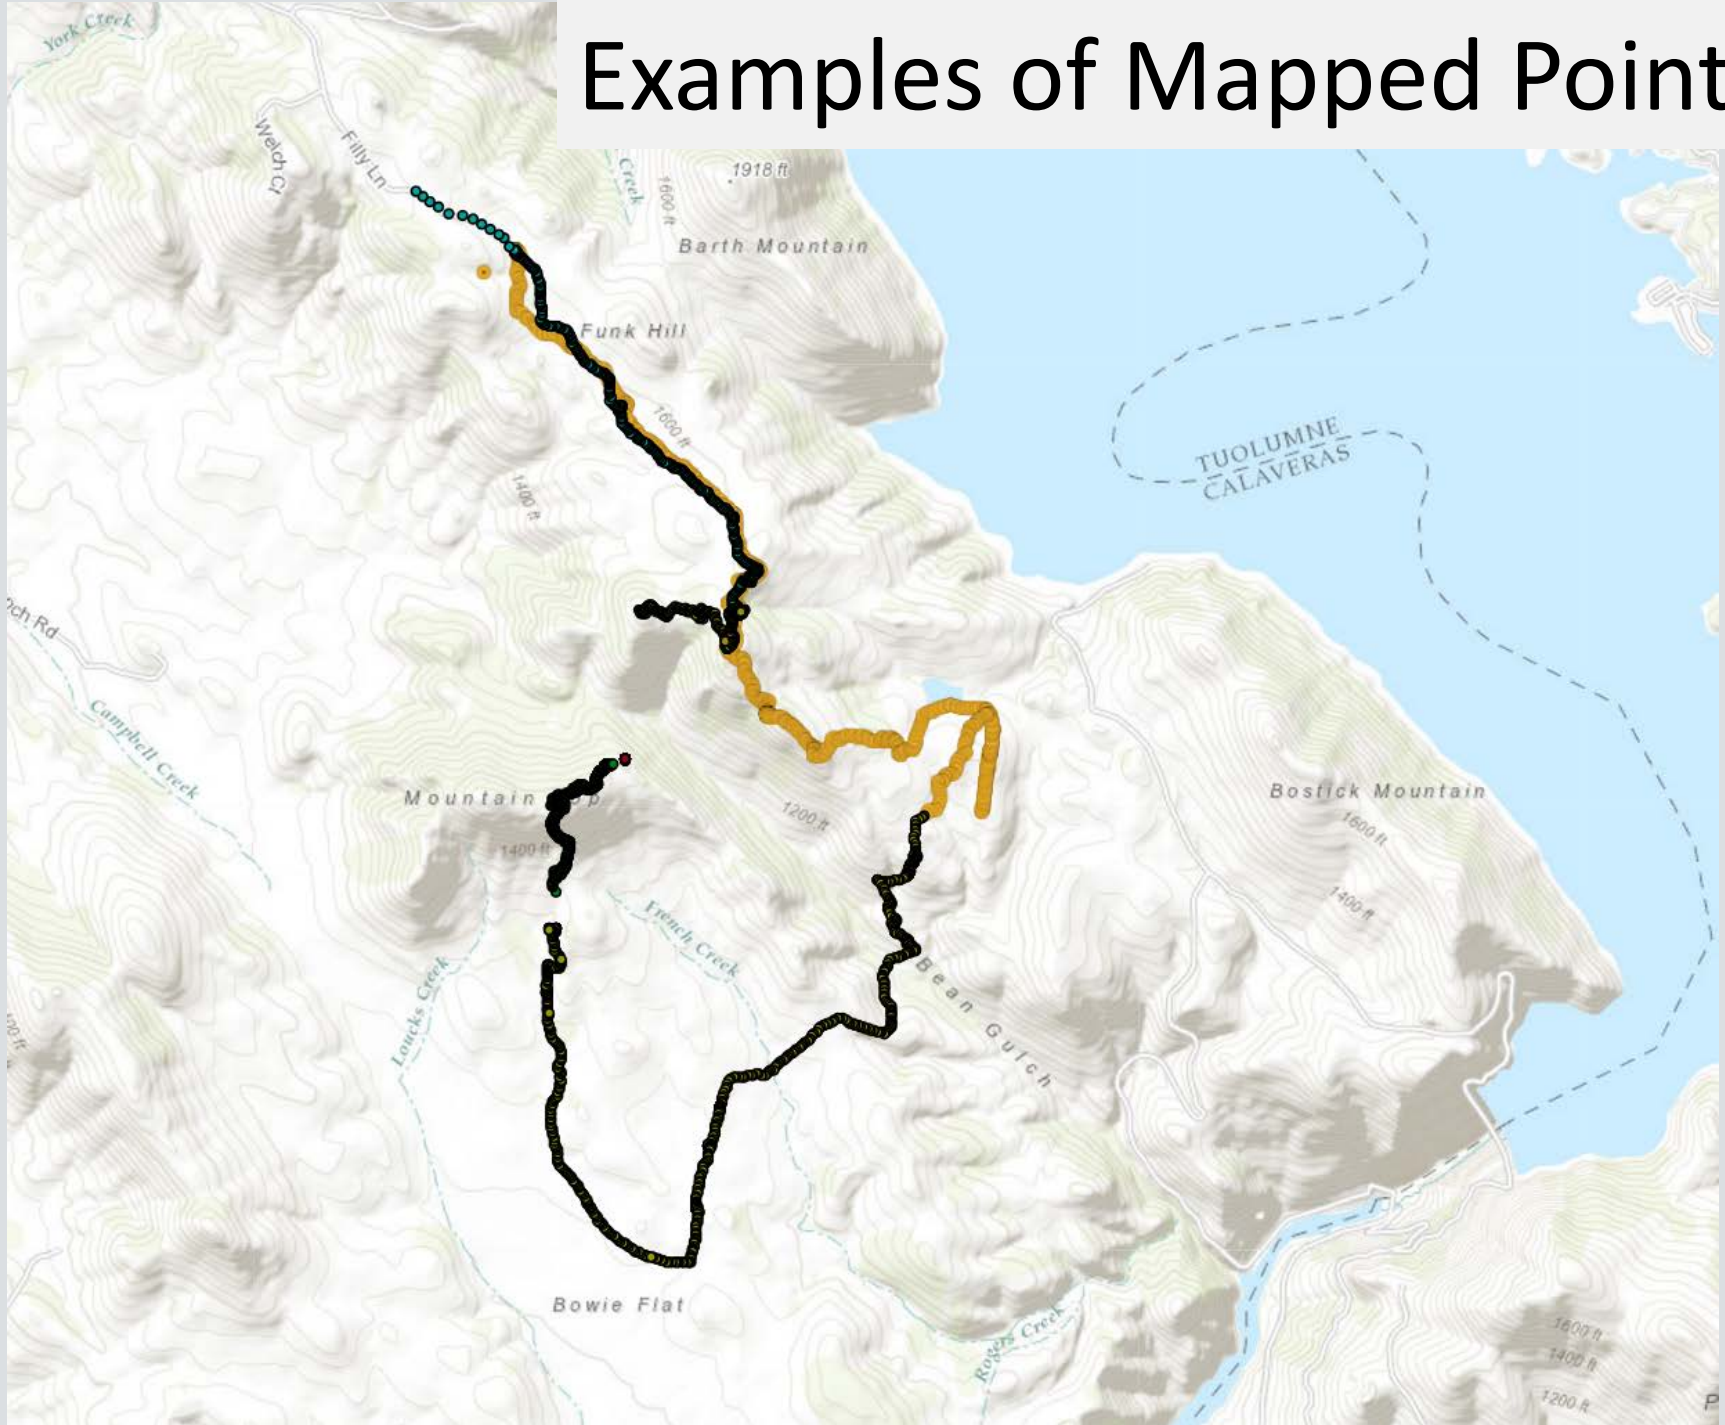 Examples of Mapped Point
York Creek
Welch Cr
Filly Ln
Creek
1600 ft
1918 ft
Barth Mountain
Funk Hill
1600 ft
1400 ft
TUOLUMNE
CALAVERAS
Rd
Campbell Creek
Mountain
1400 ft
1200 ft
Bostick Mountain
1600 ft
1400 ft
French Creek
Loucks Creek
Bean Gulch
Bowie Flat
Rogers Creek
1600 ft
1400 ft
1200 ft
P